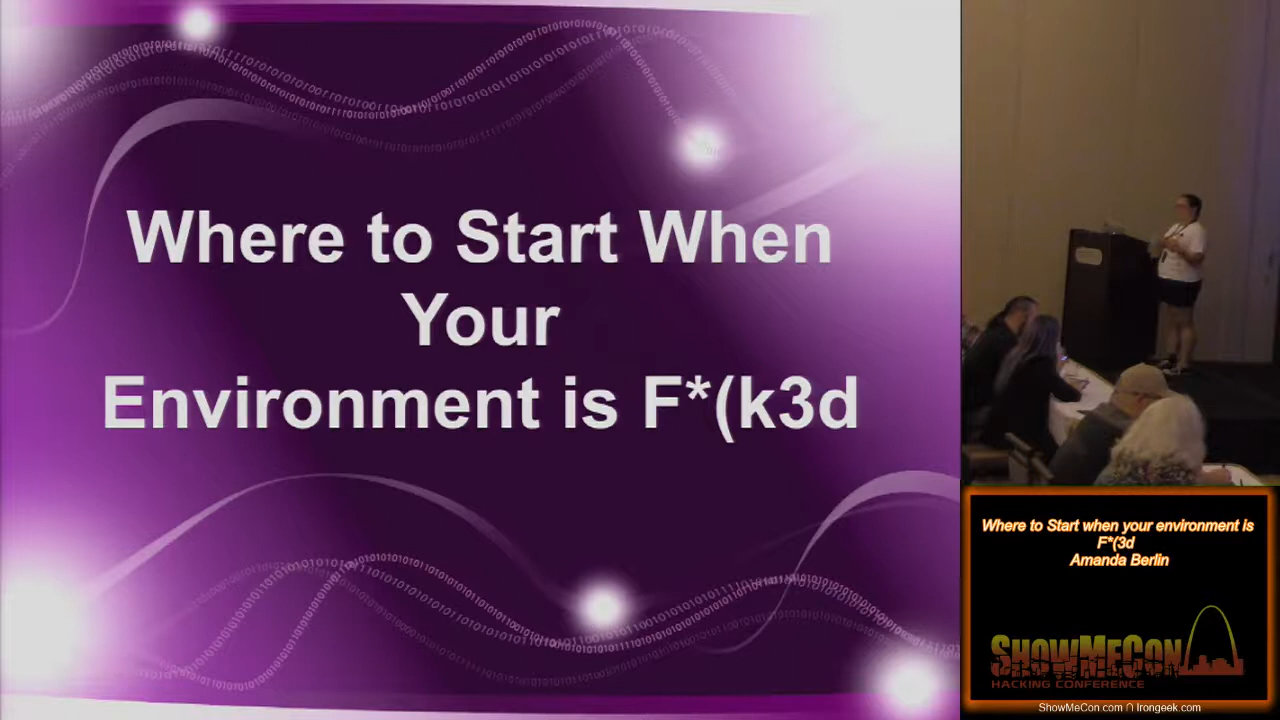 Where to Start When
Your
Environment is F*(k3d
Where to Start when your environment is
F*(3d
Amanda Berlin
ShowMeCon
HACKING CONFERENCE
ShowMeCon.com ∩ Irongeek.com